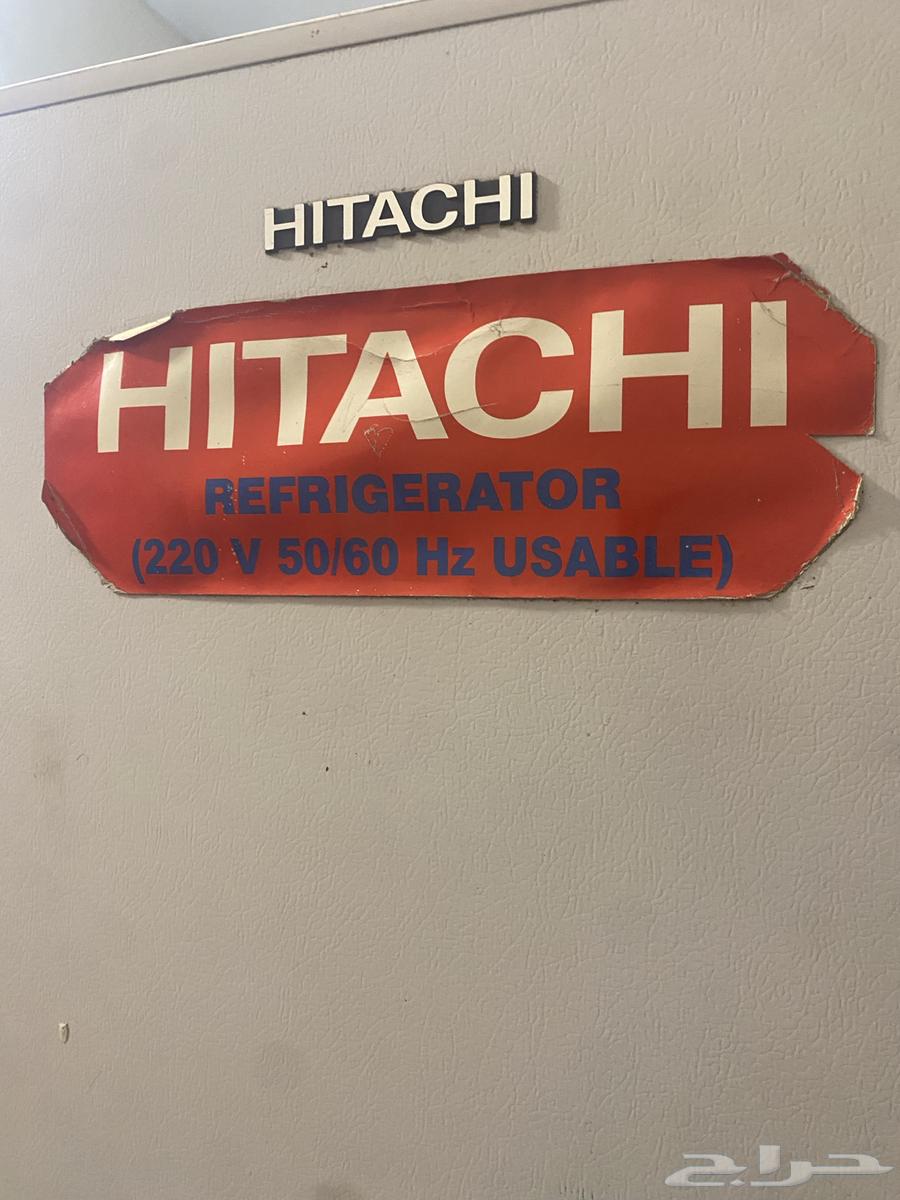 HITACHI
HITACHI
REFRIGERATOR
(220 V 50/60 Hz USABLE)
حراج